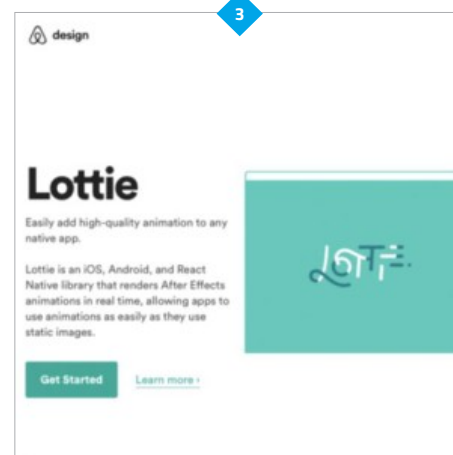 3
design
Lottie
Easily add high-quality animation to any
native app.
Lottie is an iOS, Android, and React
Native library that renders After Effects
animations in real time, allowing apps to
use animations as easily as they use
static images.
LOTTIE
Get Started
Learn more ›